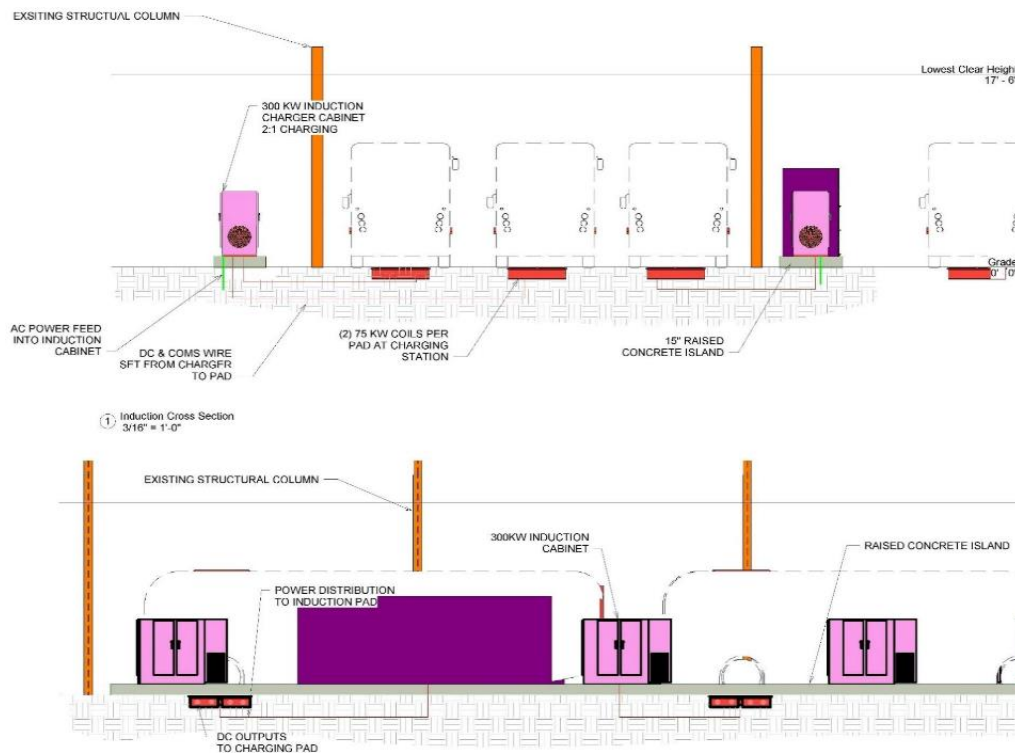 EXSITING STRUCTUAL COLUMN
Lowest Clear Height
17' - 6"
300 KW INDUCTION
CHARGER CABINET
2:1 CHARGING
Grade
0' 0"
AC POWER FEED
INTO INDUCTION
CABINET
DC & COMS WIRE
SFT FROM CHARGFR
TO PAD
(2) 75 KW COILS PER
PAD AT CHARGING
STATION
15" RAISED
CONCRETE ISLAND
1 Induction Cross Section
3/16" = 1'-0"
EXISTING STRUCTURAL COLUMN
300KW INDUCTION
CABINET
RAISED CONCRETE ISLAND
POWER DISTRIBUTION
TO INDUCTION PAD
DC OUTPUTS
TO CHARGING PAD